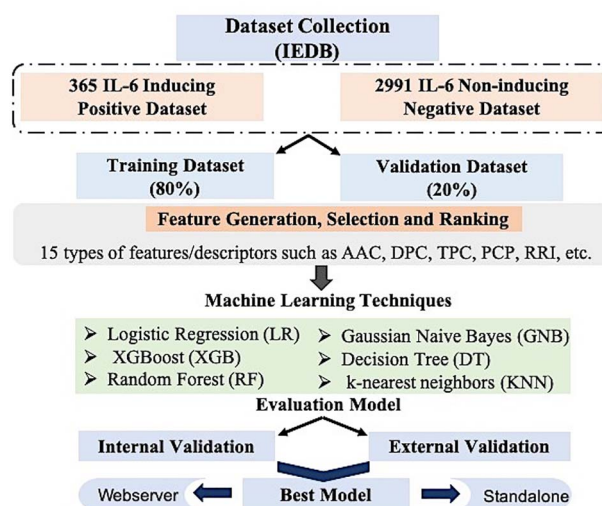 Dataset Collection
(IEDB)
365 IL-6 Inducing
Positive Dataset
2991 IL-6 Non-inducing
Negative Dataset
Training Dataset
(80%)
Validation Dataset
(20%)
Feature Generation, Selection and Ranking
15 types of features/descriptors such as AAC, DPC, TPC, PCP, RRI, etc.
Machine Learning Techniques
➢ Logistic Regression (LR)
➢ XGBoost (XGB)
➢ Random Forest (RF)
➢ Gaussian Naive Bayes (GNB)
➢ Decision Tree (DT)
➢ k-nearest neighbors (KNN)
Evaluation Model
Internal Validation
External Validation
Webserver
Best Model
Standalone